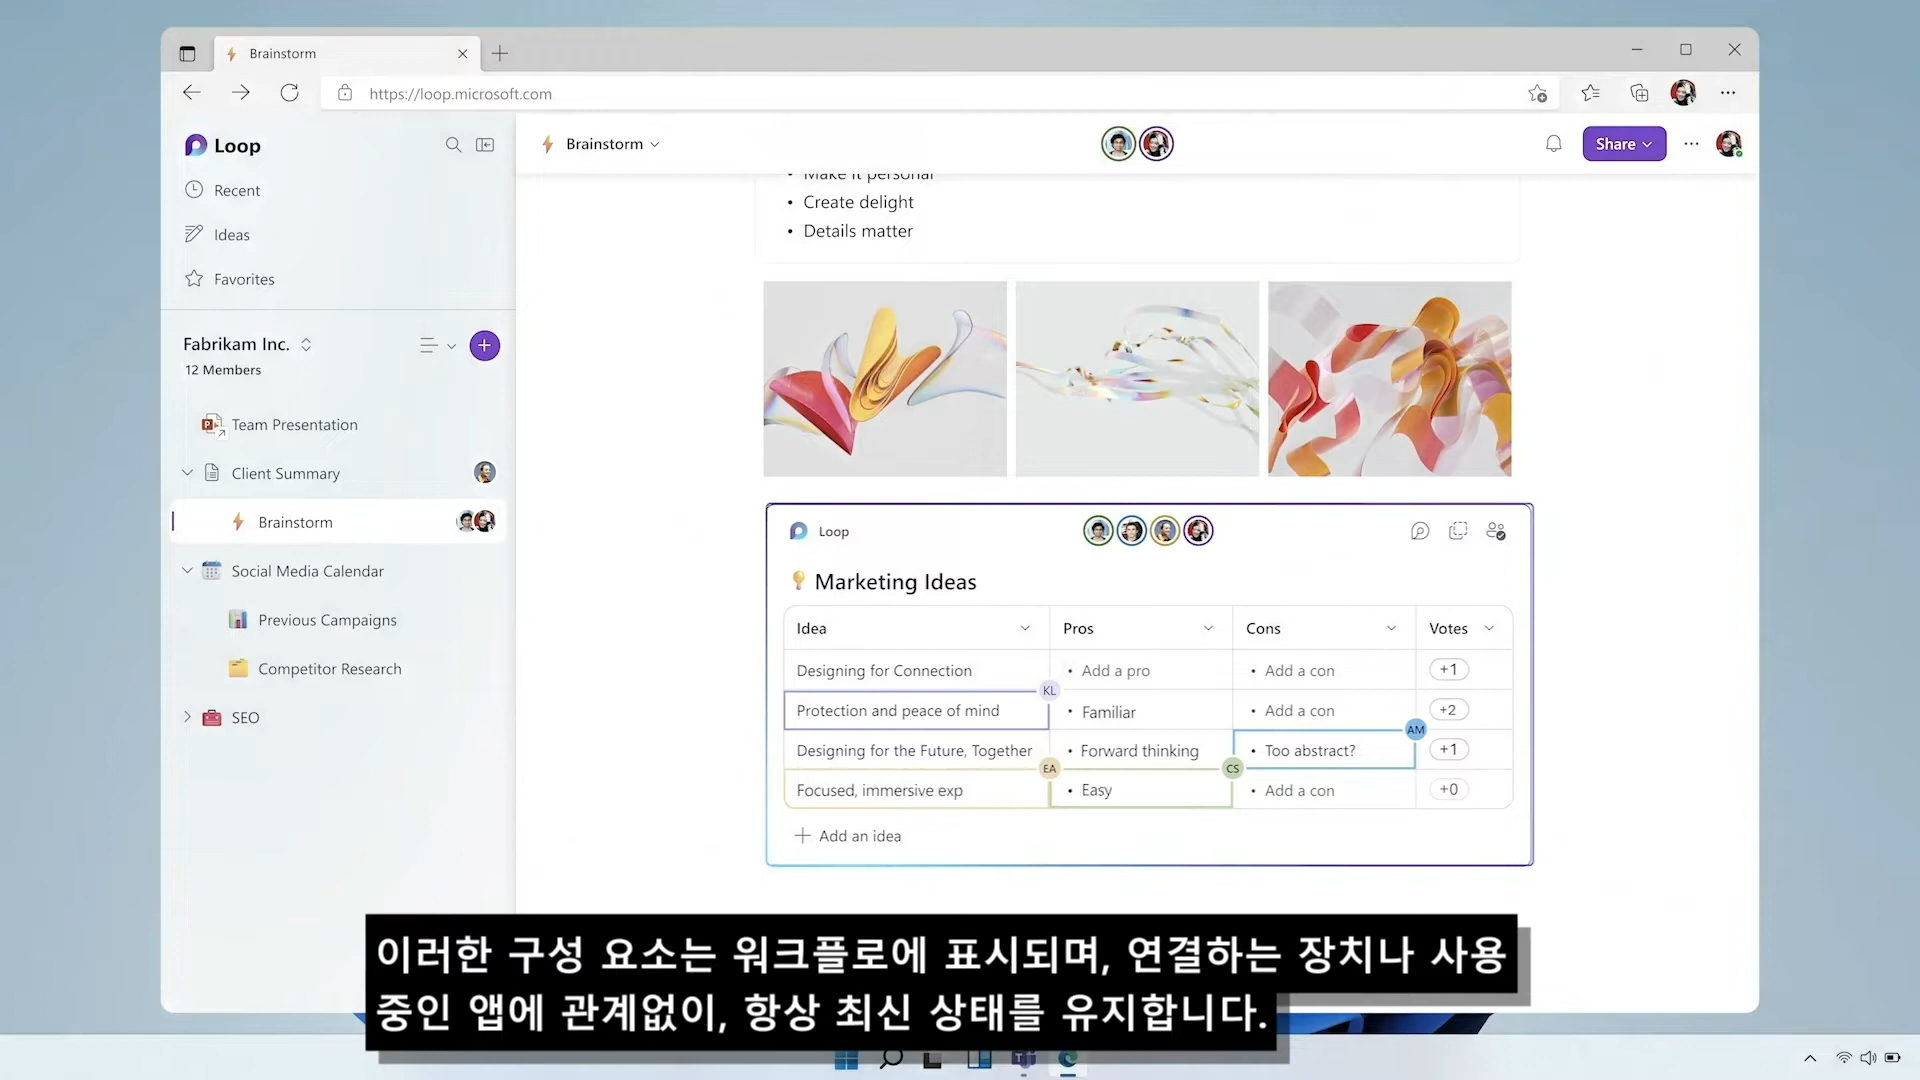 Brainstorm
https://loop.microsoft.com
Loop
Recent
Ideas
Favorites
Fabrikam Inc.
12 Members
Team Presentation
Client Summary
Brainstorm
Social Media Calendar
Previous Campaigns
Competitor Research
SEO
Brainstorm
Share
• Make it personal
• Create delight
• Details matter
Loop
Marketing Ideas
Idea Pros Cons Votes
Designing for Connection • Add a pro • Add a con +1
KL
Protection and peace of mind • Familiar • Add a con +2
AM
Designing for the Future, Together • Forward thinking • Too abstract? +1
EA CS
Focused, immersive exp • Easy • Add a con +0
+ Add an idea
이러한 구성 요소는 워크플로에 표시되며, 연결하는 장치나 사용
중인 앱에 관계없이, 항상 최신 상태를 유지합니다.